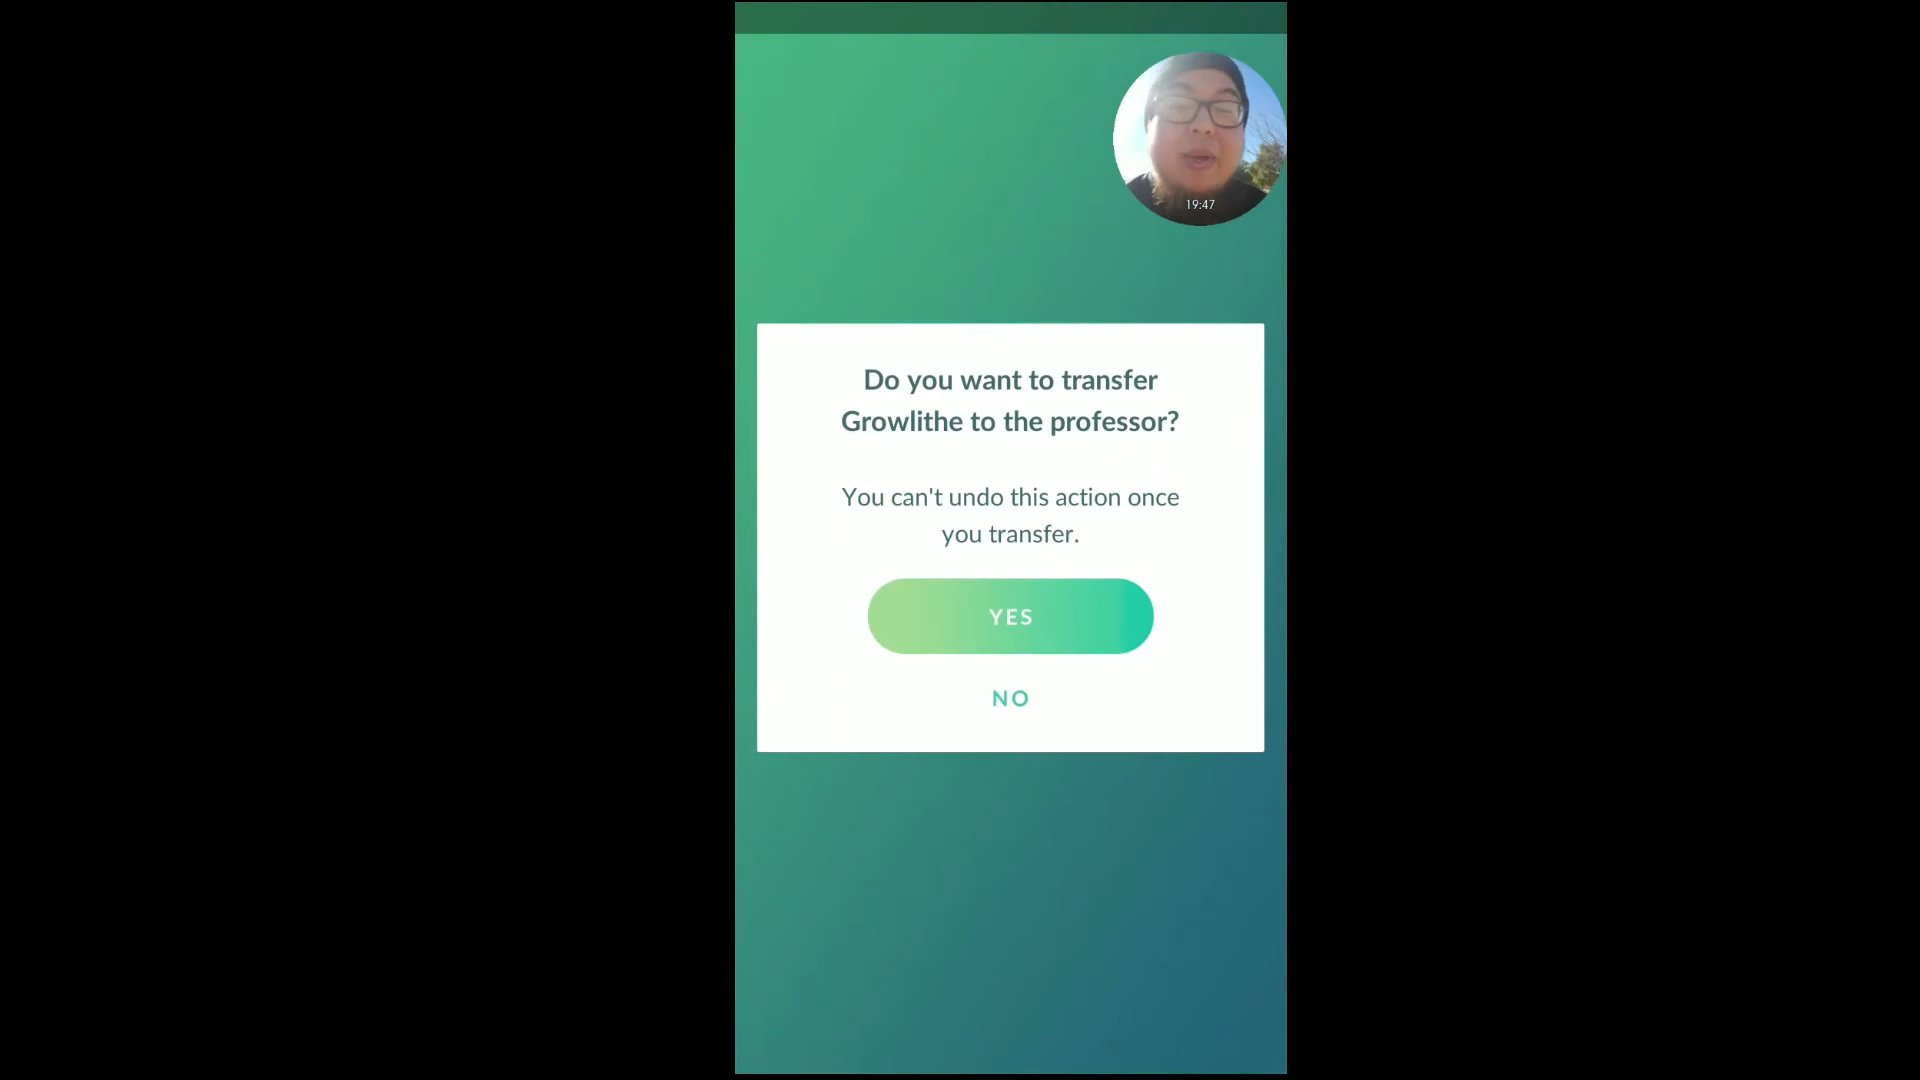 19:47
Do you want to transfer
Growlithe to the professor?
You can't undo this action once
you transfer.
YES
NO